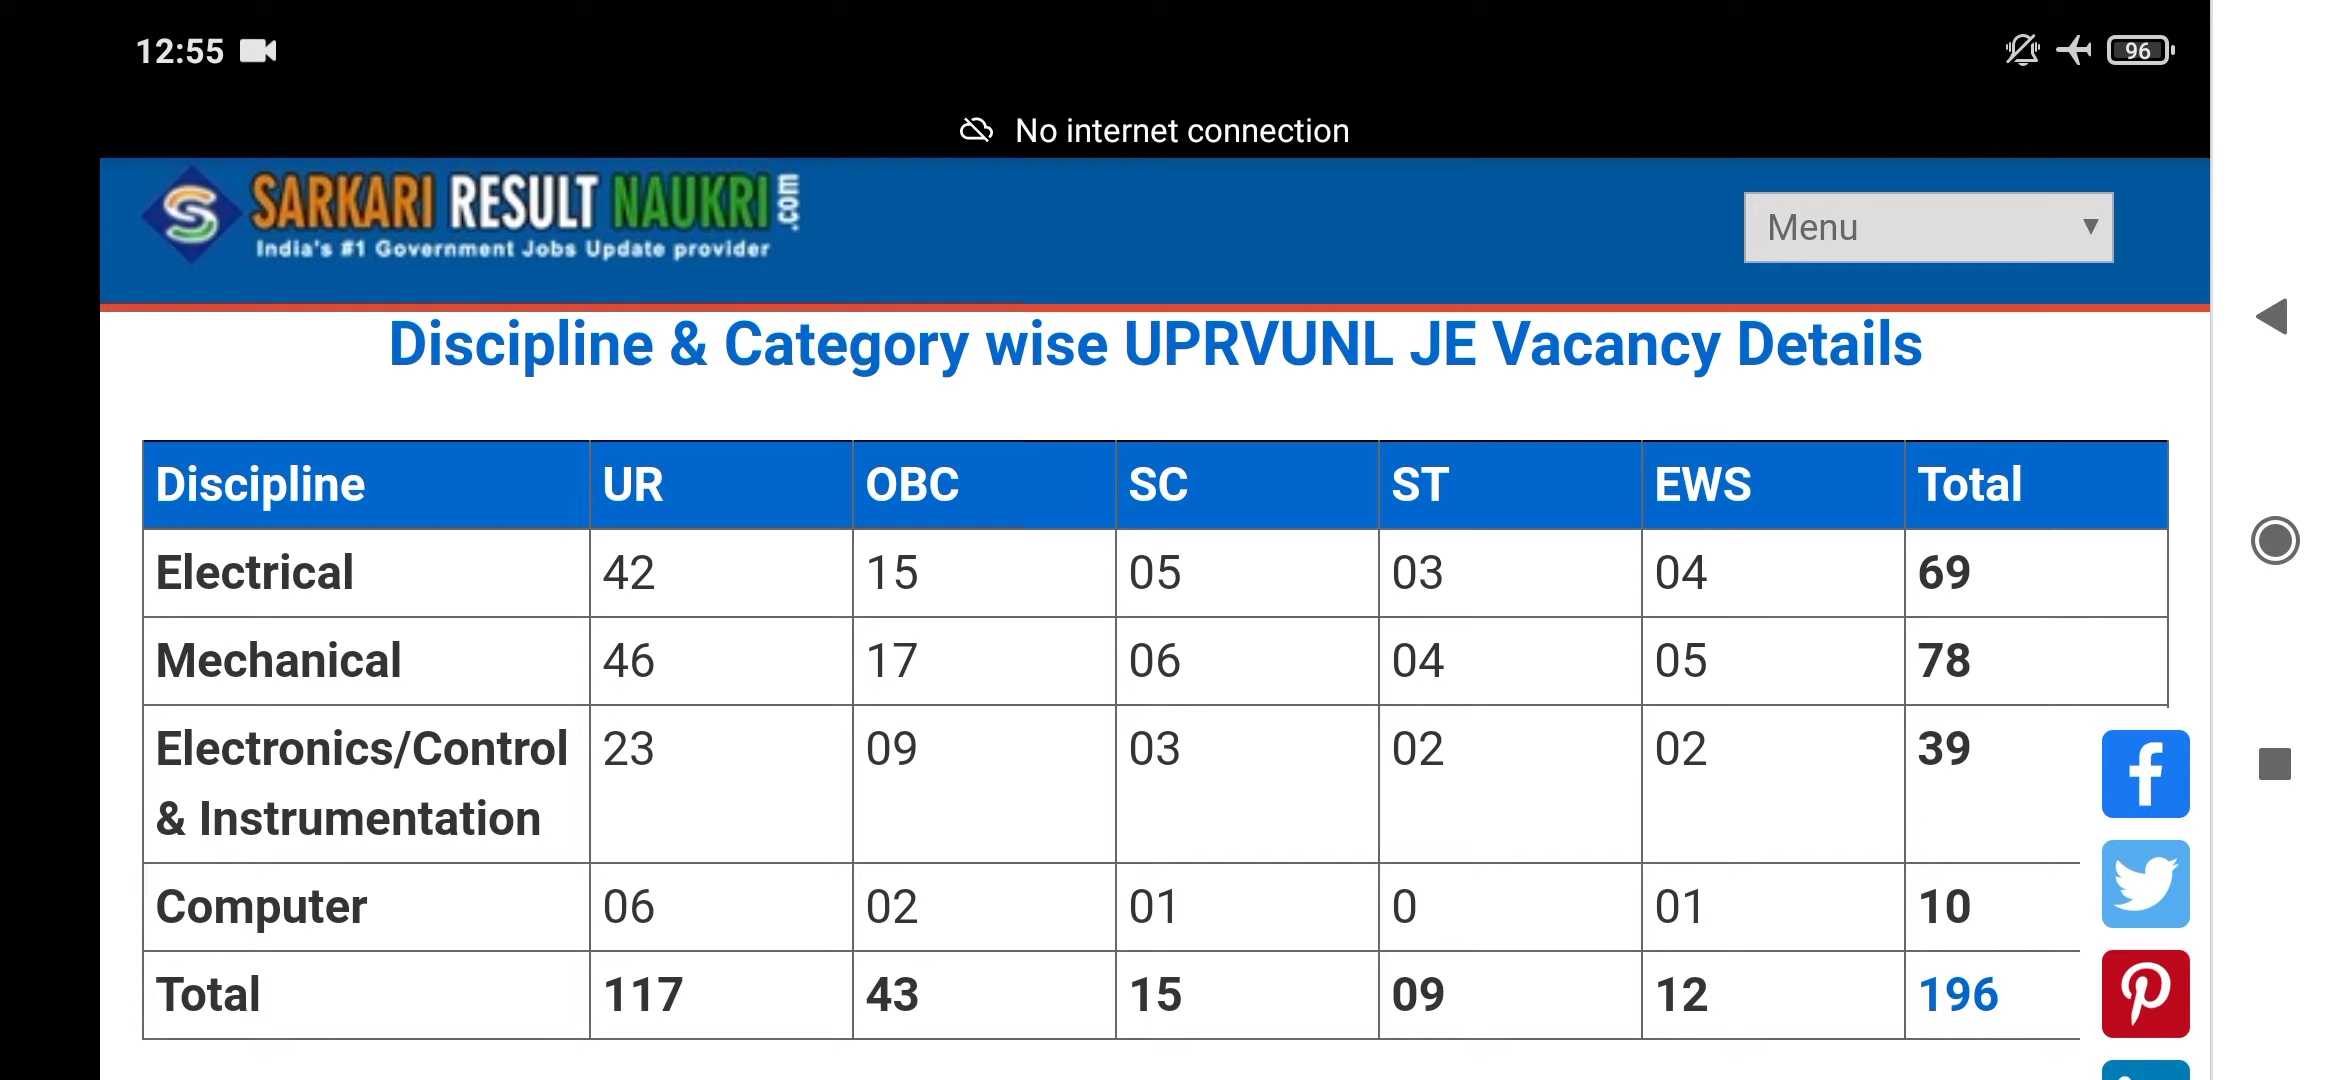 12:55
96
No internet connection
SARKARI RESULT NAUKRI.com
India's #1 Government Jobs Update provider
Menu
Discipline & Category wise UPRVUNL JE Vacancy Details
Discipline UR OBC SC ST EWS Total
Electrical 42 15 05 03 04 69
Mechanical 46 17 06 04 05 78
Electronics/Control 23 09 03 02 02 39
& Instrumentation
Computer 06 02 01 0 01 10
Total 117 43 15 09 12 196